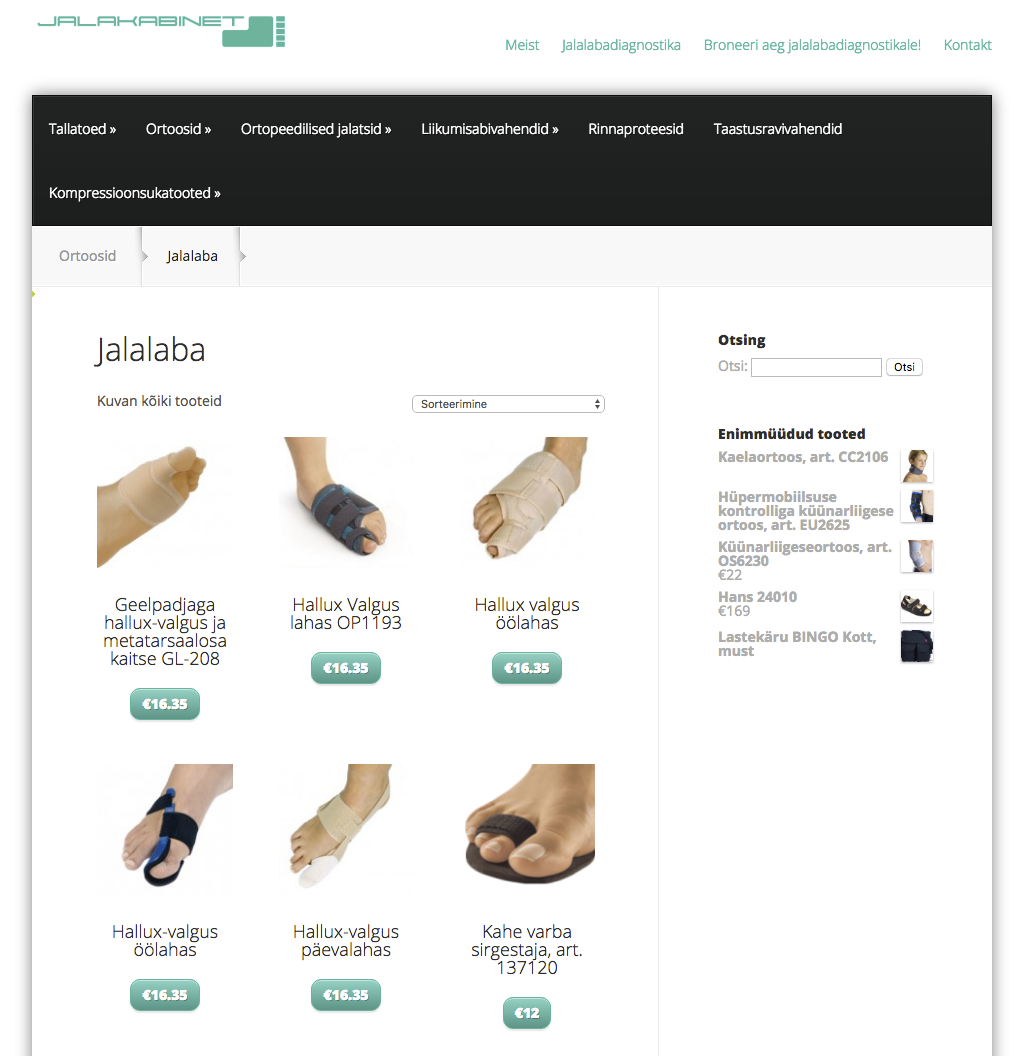 JALAKABINET
Meist Jalalabadiagnostika Broneeri aeg jalalabadiagnostikale! Kontakt
Tallatoed » Ortoosid » Ortopeedilised jalatsid » Liikumisabivahendid » Rinnaproteesid Taastusravivahendid
Kompressioonsukatooted »
Ortoosid Jalalaba
Jalalaba
Kuvan kõiki tooteid
Sorteerimine
Geelpadjaga
hallux-valgus ja
metatarsaalosa
kaitse GL-208
€16.35
Hallux Valgus
lahas OP1193
€16.35
Hallux valgus
öölahas
€16.35
Hallux-valgus
öölahas
€16.35
Hallux-valgus
päevalahas
€16.35
Kahe varba
sirgestaja, art.
137120
€12
Otsing
Otsi: Otsi
Enimmüüdud tooted
Kaelaortoos, art. CC2106
Hüpermobiilsuse
kontrolliga küünarliigese
ortoos, art. EU2625
Küünarliigeseortoos, art.
OS6230
€22
Hans 24010
€169
Lastekäru BINGO Kott,
must